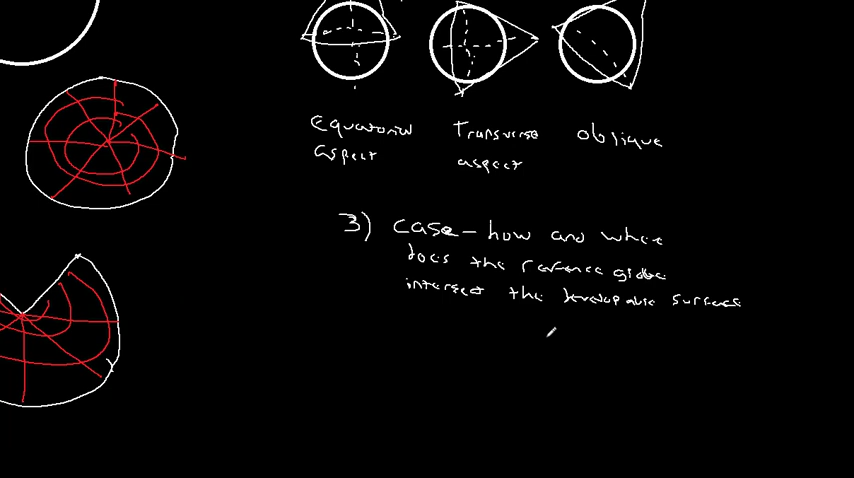 Equatorial aspect
Transverse aspect
oblique
3) case - how and where
does the reference globe
intersect the developable surface